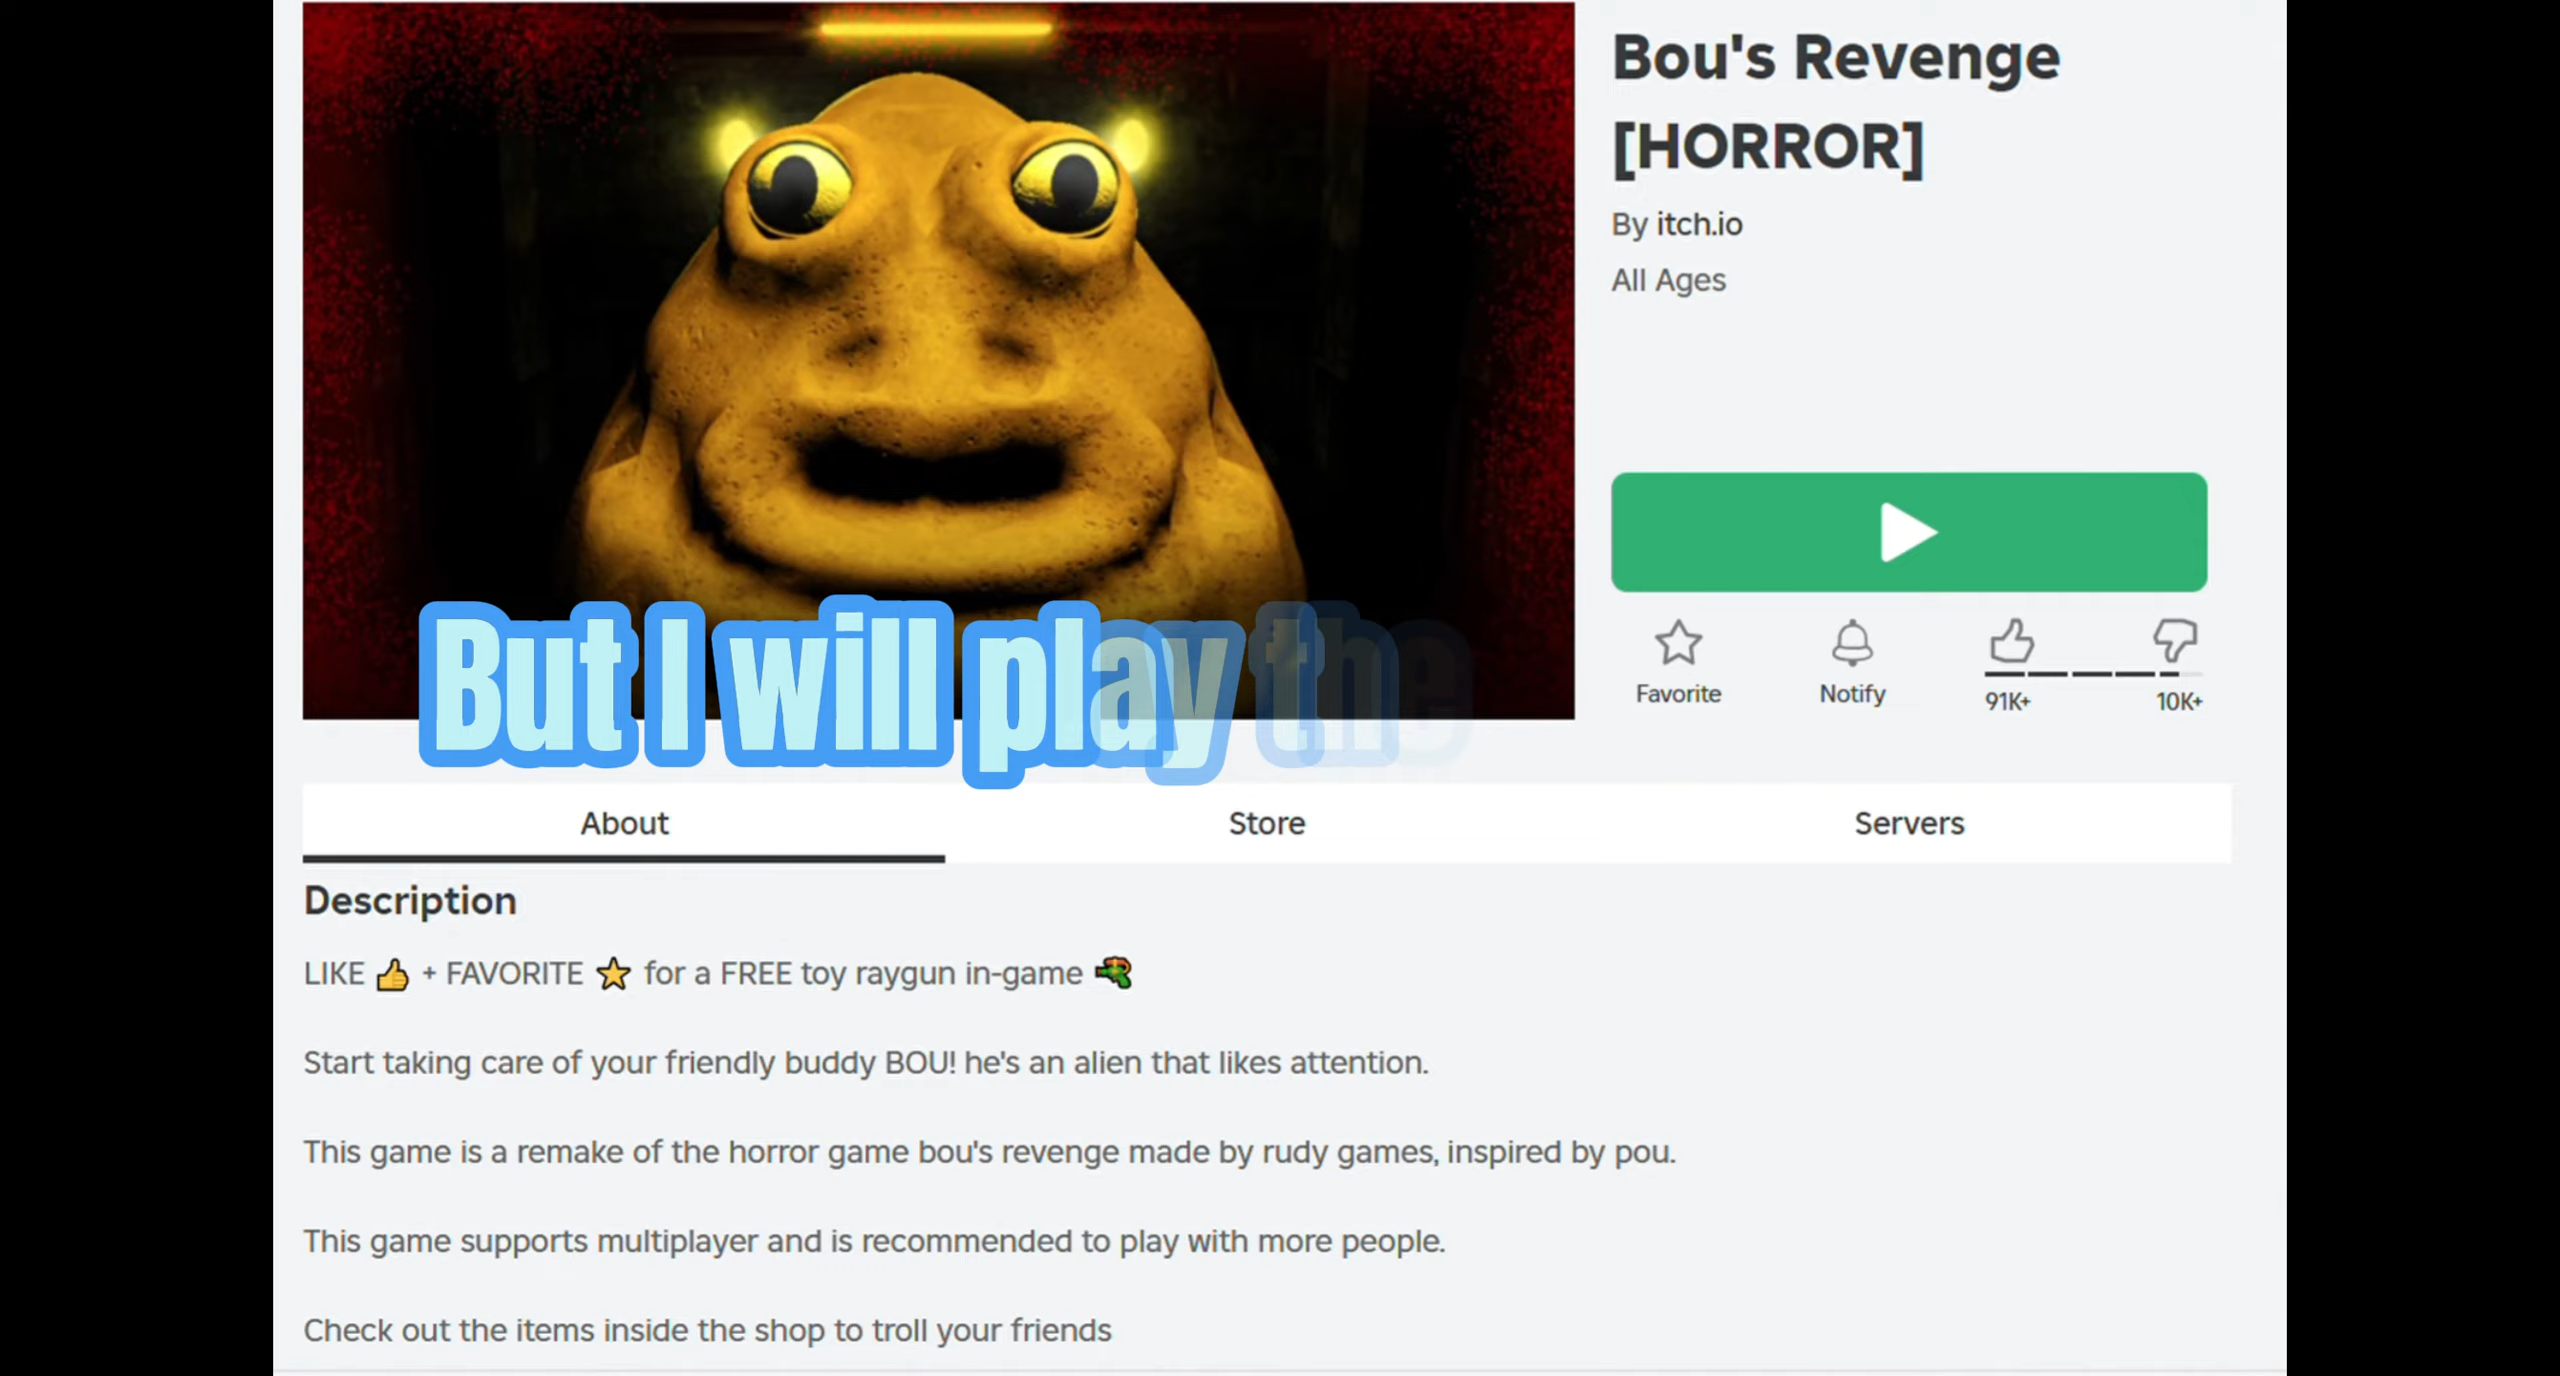 Bou's Revenge
[HORROR]
By itch.io
All Ages
But I will play the
Favorite
Notify
91K+
10K+
About
Store
Servers
Description
LIKE 👍 + FAVORITE ⭐ for a FREE toy raygun in-game 🔫
Start taking care of your friendly buddy BOU! he's an alien that likes attention.
This game is a remake of the horror game bou's revenge made by rudy games, inspired by pou.
This game supports multiplayer and is recommended to play with more people.
Check out the items inside the shop to troll your friends